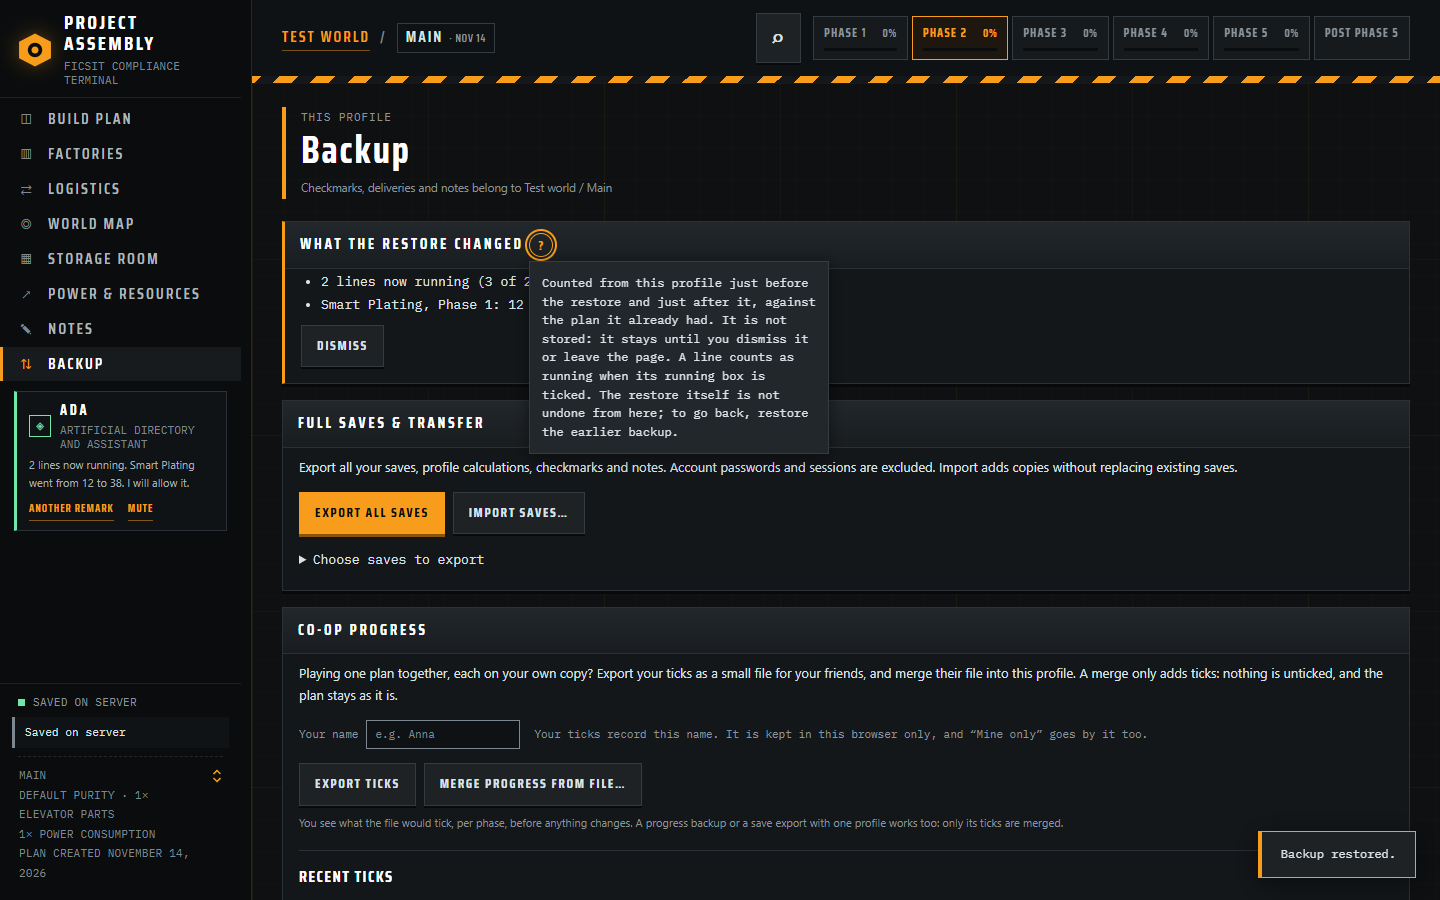 PROJECT
ASSEMBLY
FICSIT COMPLIANCE
TERMINAL
BUILD PLAN
FACTORIES
LOGISTICS
WORLD MAP
STORAGE ROOM
POWER & RESOURCES
NOTES
BACKUP
ADA
ARTIFICIAL DIRECTORY
AND ASSISTANT
2 lines now running. Smart Plating
went from 12 to 38. I will allow it.
ANOTHER REMARK MUTE
SAVED ON SERVER
Saved on server
MAIN
DEFAULT PURITY · 1×
ELEVATOR PARTS
1× POWER CONSUMPTION
PLAN CREATED NOVEMBER 14,
2026
TEST WORLD / MAIN · NOV 14
PHASE 1 0% PHASE 2 0% PHASE 3 0% PHASE 4 0% PHASE 5 0% POST PHASE 5
THIS PROFILE
Backup
Checkmarks, deliveries and notes belong to Test world / Main
WHAT THE RESTORE CHANGED ?
• 2 lines now running (3 of 2
• Smart Plating, Phase 1: 12
DISMISS
Counted from this profile just before
the restore and just after it, against
the plan it already had. It is not
stored: it stays until you dismiss it
or leave the page. A line counts as
running when its running box is
ticked. The restore itself is not
undone from here; to go back, restore
the earlier backup.
FULL SAVES & TRANSFER
Export all your saves, profile calculations, checkmarks and notes. Account passwords and sessions are excluded. Import adds copies without replacing existing saves.
EXPORT ALL SAVES IMPORT SAVES…
▶ Choose saves to export
CO-OP PROGRESS
Playing one plan together, each on your own copy? Export your ticks as a small file for your friends, and merge their file into this profile. A merge only adds ticks: nothing is unticked, and the
plan stays as it is.
Your name e.g. Anna Your ticks record this name. It is kept in this browser only, and “Mine only” goes by it too.
EXPORT TICKS MERGE PROGRESS FROM FILE…
You see what the file would tick, per phase, before anything changes. A progress backup or a save export with one profile works too: only its ticks are merged.
RECENT TICKS
Backup restored.